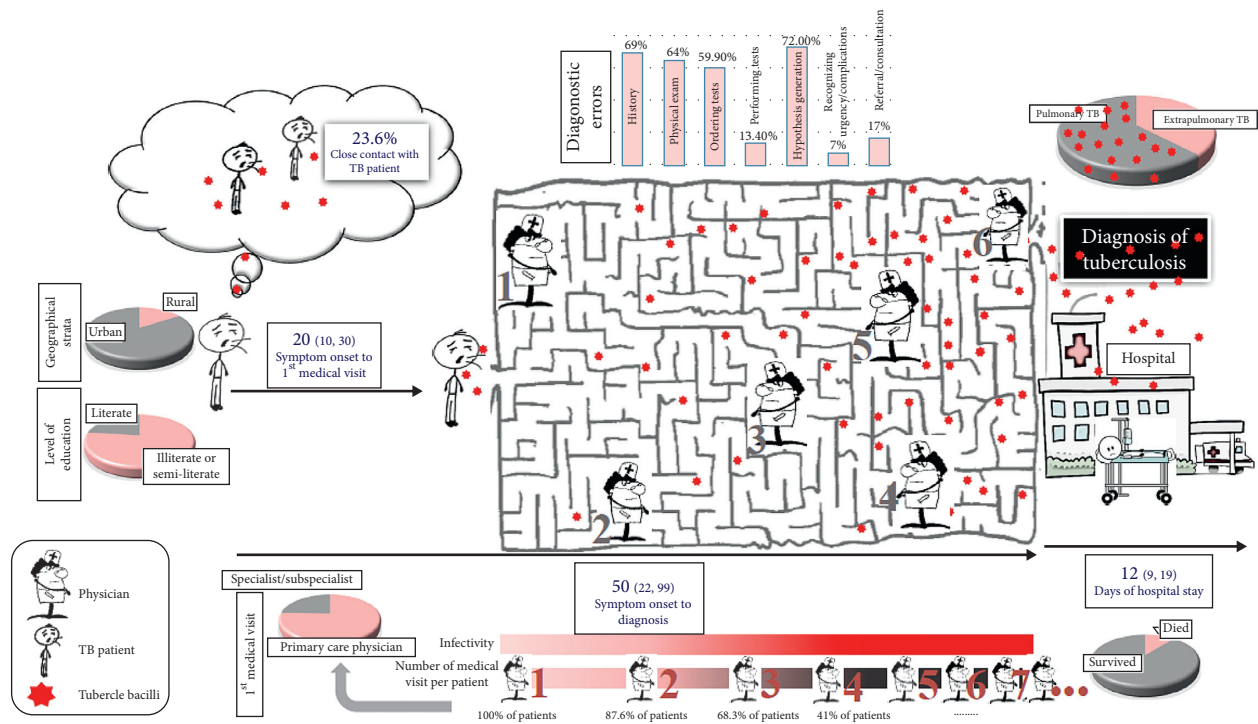 Diagonostic
errors
69%
History
64%
Physical exam
59.90%
Ordering tests
13.40%
Performing tests
72.00%
Hypothesis generation
7%
Recognizing
urgency/complications
17%
Referral/consultation
23.6%
Close contact with
TB patient
Pulmonary TB
Extrapulmonary TB
Diagnosis of
tuberculosis
Geographical
strata
Rural
Urban
Level of
education
Literate
Illiterate or
semi-literate
20 (10, 30)
Symptom onset to
1st medical visit
1
2
3
4
5
6
Hospital
Physician
TB patient
Tubercle bacilli
1st medical visit
Specialist/subspecialist
Primary care physician
50 (22, 99)
Symptom onset to
diagnosis
12 (9, 19)
Days of hospital stay
Infectivity
Number of medical
visit per patient
1 2 3 4 5 6 7 ...
100% of patients 87.6% of patients 68.3% of patients 41% of patients .........
Died
Survived